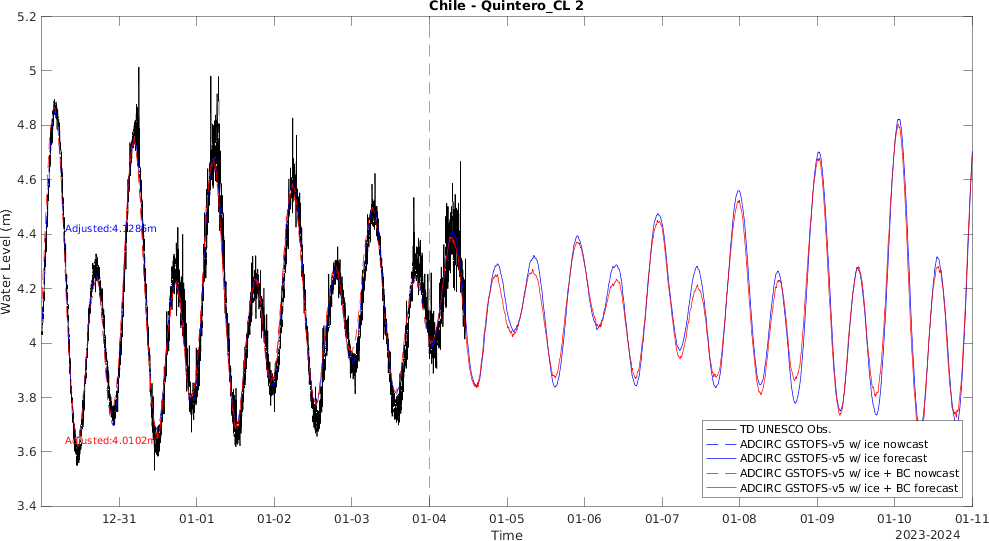 Chile - Quintero_CL 2
5.2
5
4.8
4.6
4.4
4.2
4
3.8
3.6
3.4
Water Level (m)
Adjusted:4.1286m
Adjusted:4.0102m
TD UNESCO Obs.
ADCIRC GSTOFS-v5 w/ ice nowcast
ADCIRC GSTOFS-v5 w/ ice forecast
ADCIRC GSTOFS-v5 w/ ice + BC nowcast
ADCIRC GSTOFS-v5 w/ ice + BC forecast
12-31 01-01 01-02 01-03 01-04 01-05 01-06 01-07 01-08 01-09 01-10 01-11
Time
2023-2024